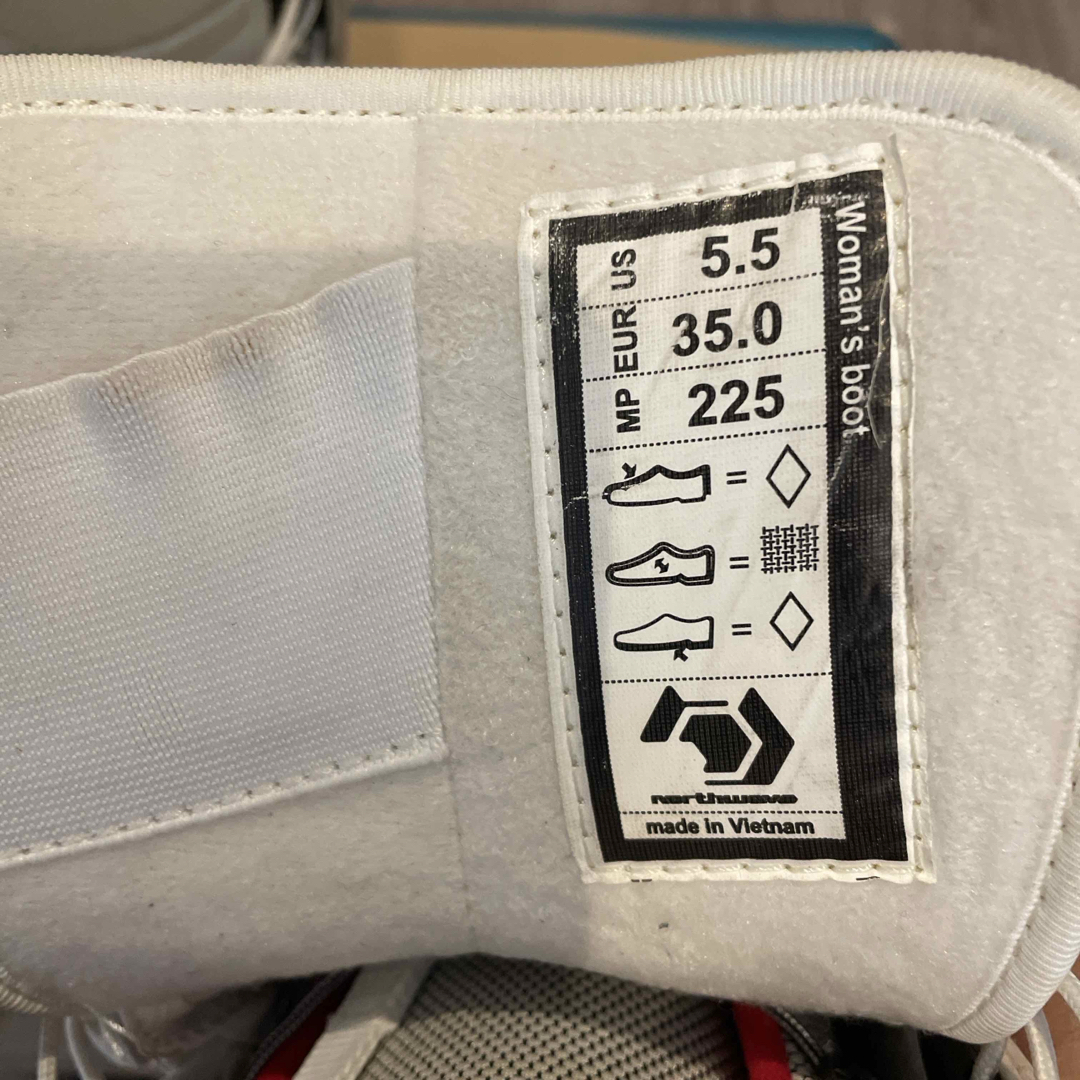 US 5.5
EUR 35.0
MP 225
=
=
=
northwave
made in Vietnam
Woman's boot